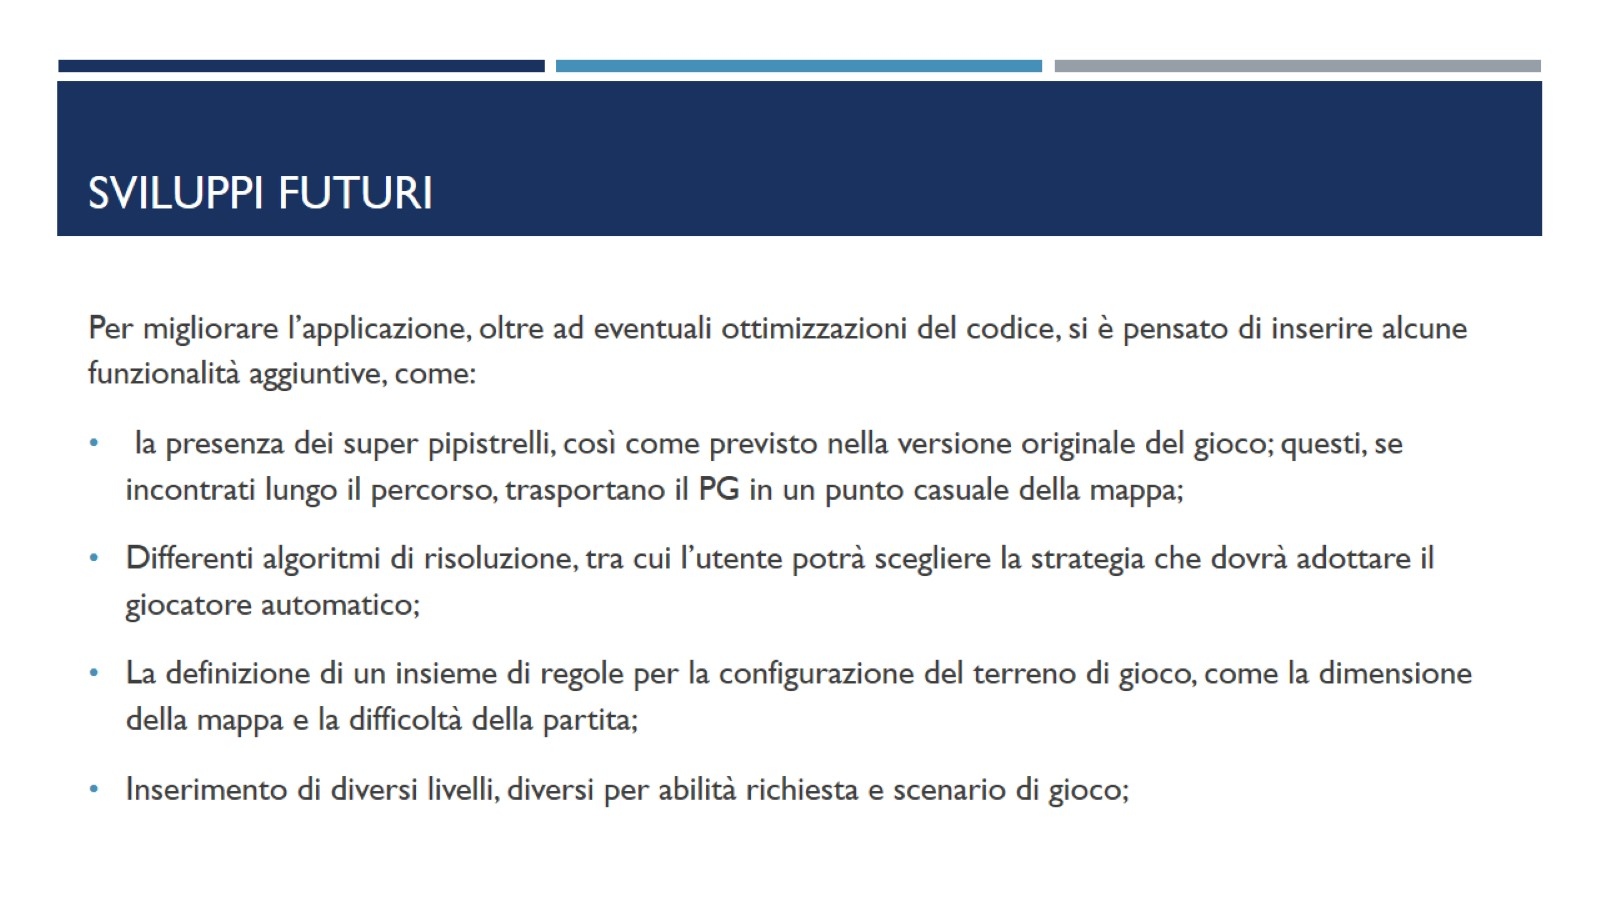 SVILUPPI FUTURI
Per migliorare l’applicazione, oltre ad eventuali ottimizzazioni del codice, si è pensato di inserire alcune
funzionalità aggiuntive, come:
• la presenza dei super pipistrelli, così come previsto nella versione originale del gioco; questi, se
incontrati lungo il percorso, trasportano il PG in un punto casuale della mappa;
• Differenti algoritmi di risoluzione, tra cui l’utente potrà scegliere la strategia che dovrà adottare il
giocatore automatico;
• La definizione di un insieme di regole per la configurazione del terreno di gioco, come la dimensione
della mappa e la difficoltà della partita;
• Inserimento di diversi livelli, diversi per abilità richiesta e scenario di gioco;